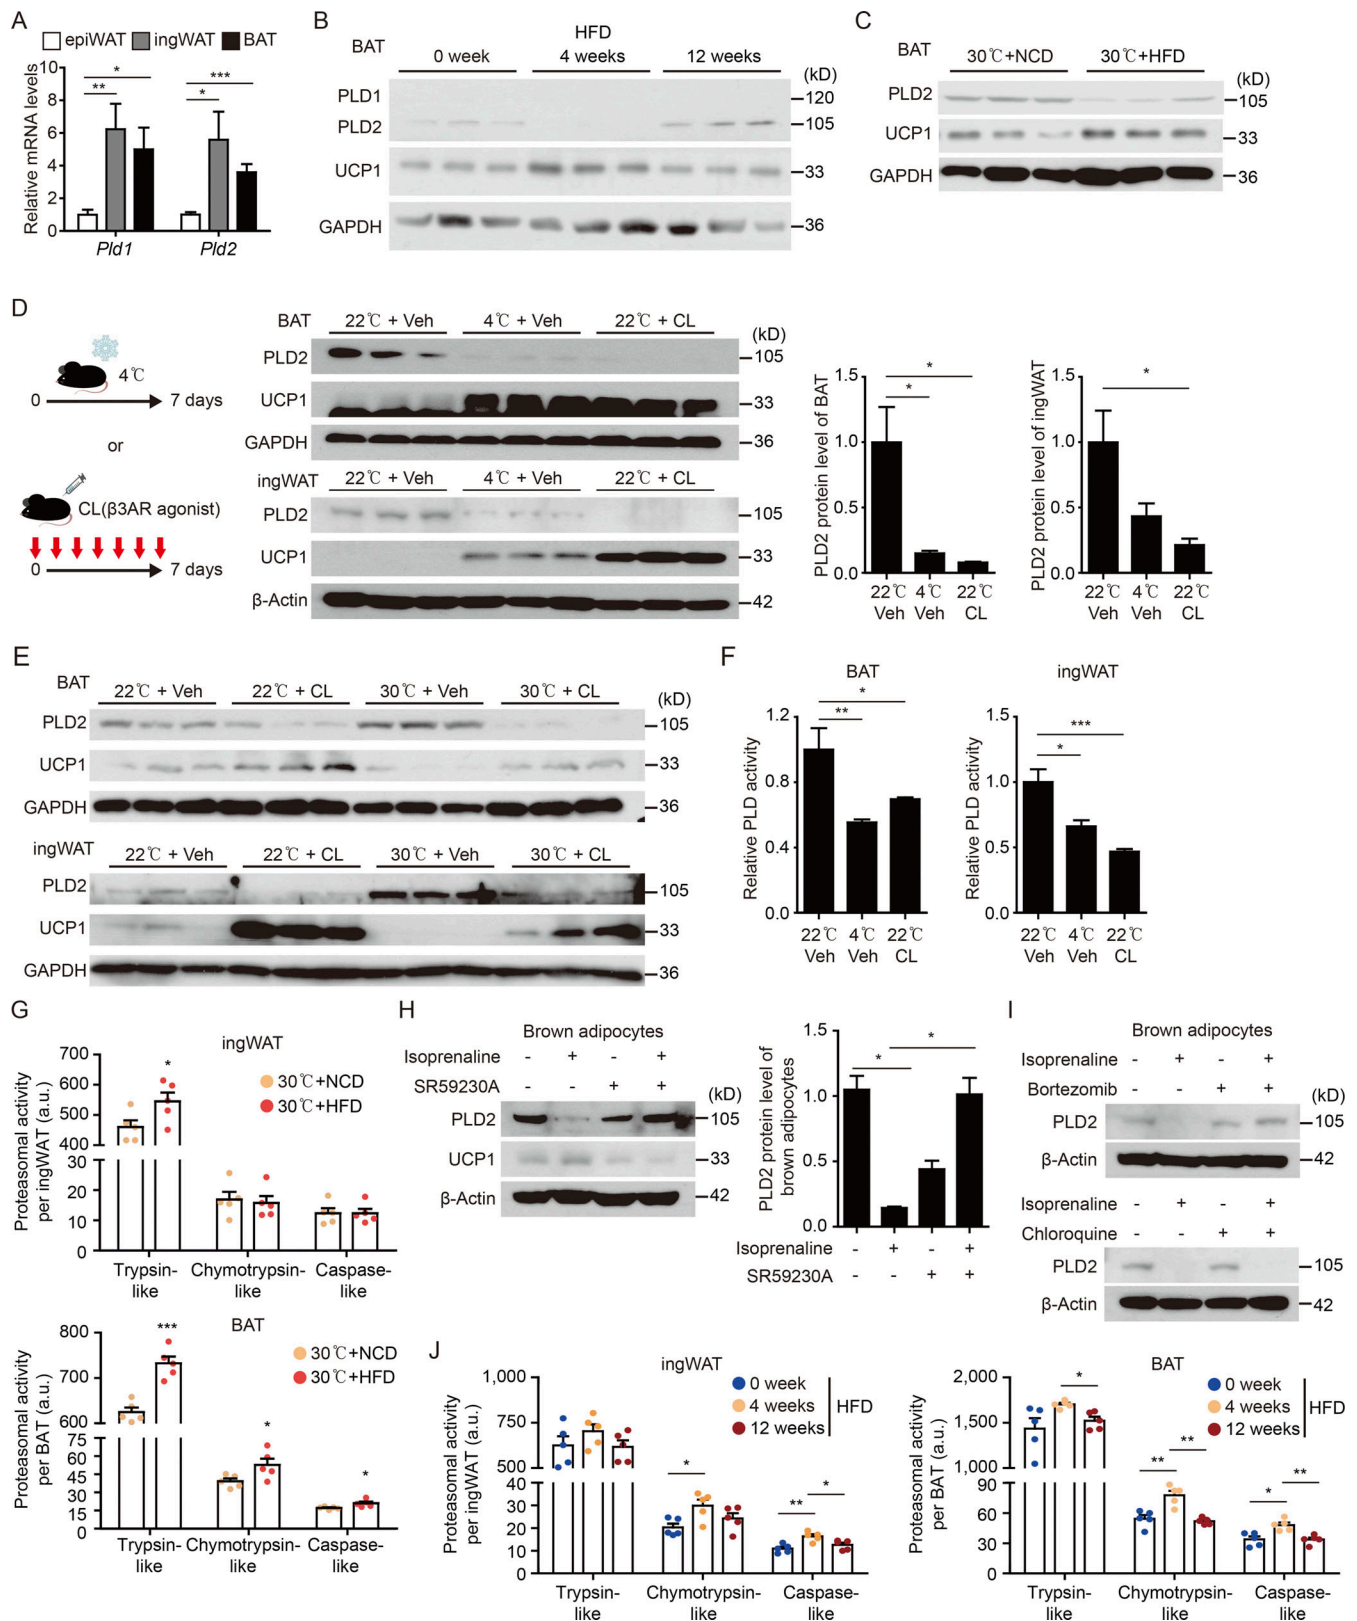 A
epiWAT ingWAT BAT
Relative mRNA levels
10
8
6
4
2
0
* ** *** *
Pld1 Pld2
B
HFD
BAT 0 week 4 weeks 12 weeks (kD)
PLD1 120
PLD2 105
UCP1 33
GAPDH 36
C
BAT 30℃+NCD 30℃+HFD (kD)
PLD2 105
UCP1 33
GAPDH 36
D
4℃
0 7 days
or
CL(β3AR agonist)
0 7 days
BAT 22℃ + Veh 4℃ + Veh 22℃ + CL (kD)
PLD2 105
UCP1 33
GAPDH 36
ingWAT 22℃ + Veh 4℃ + Veh 22℃ + CL
PLD2 105
UCP1 33
β-Actin 42
PLD2 protein level of BAT
1.5
1.0
0.5
0.0
* *
22℃ 4℃ 22℃
Veh Veh CL
PLD2 protein level of ingWAT
1.5
1.0
0.5
0.0
*
22℃ 4℃ 22℃
Veh Veh CL
E
BAT 22℃ + Veh 22℃ + CL 30℃ + Veh 30℃ + CL (kD)
PLD2 105
UCP1 33
GAPDH 36
ingWAT 22℃ + Veh 22℃ + CL 30℃ + Veh 30℃ + CL
PLD2 105
UCP1 33
GAPDH 36
F
BAT
Relative PLD activity
1.2
0.8
0.4
0.0
* **
22℃ 4℃ 22℃
Veh Veh CL
ingWAT
Relative PLD activity
1.5
1.0
0.5
0.0
*** *
22℃ 4℃ 22℃
Veh Veh CL
G
ingWAT
Proteasomal activity
per ingWAT (a.u.)
700
600
500
400
30
20
10
0
*
30℃+NCD
30℃+HFD
Trypsin- Chymotrypsin- Caspase-
like like like
BAT
Proteasomal activity
per BAT (a.u.)
800
700
600
75
60
45
30
15
0
*** * *
30℃+NCD
30℃+HFD
Trypsin- Chymotrypsin- Caspase-
like like like
H
Brown adipocytes
Isoprenaline - + - +
SR59230A - - + + (kD)
PLD2 105
UCP1 33
β-Actin 42
PLD2 protein level of
brown adipocytes
1.5
1.0
0.5
0.0
* *
Isoprenaline - + - +
SR59230A - - + +
I
Brown adipocytes
Isoprenaline - + - +
Bortezomib - - + + (kD)
PLD2 105
β-Actin 42
Isoprenaline - + - +
Chloroquine - - + +
PLD2 105
β-Actin 42
J
ingWAT
Proteasomal activity
per ingWAT (a.u.)
1,000
750
500
40
30
20
10
0
0 week
4 weeks HFD
12 weeks
* ** *
Trypsin- Chymotrypsin- Caspase-
like like like
BAT
Proteasomal activity
per BAT (a.u.)
2,000
1,500
1,000
90
60
30
0
0 week
4 weeks HFD
12 weeks
* ** ** * **
Trypsin- Chymotrypsin- Caspase-
like like like